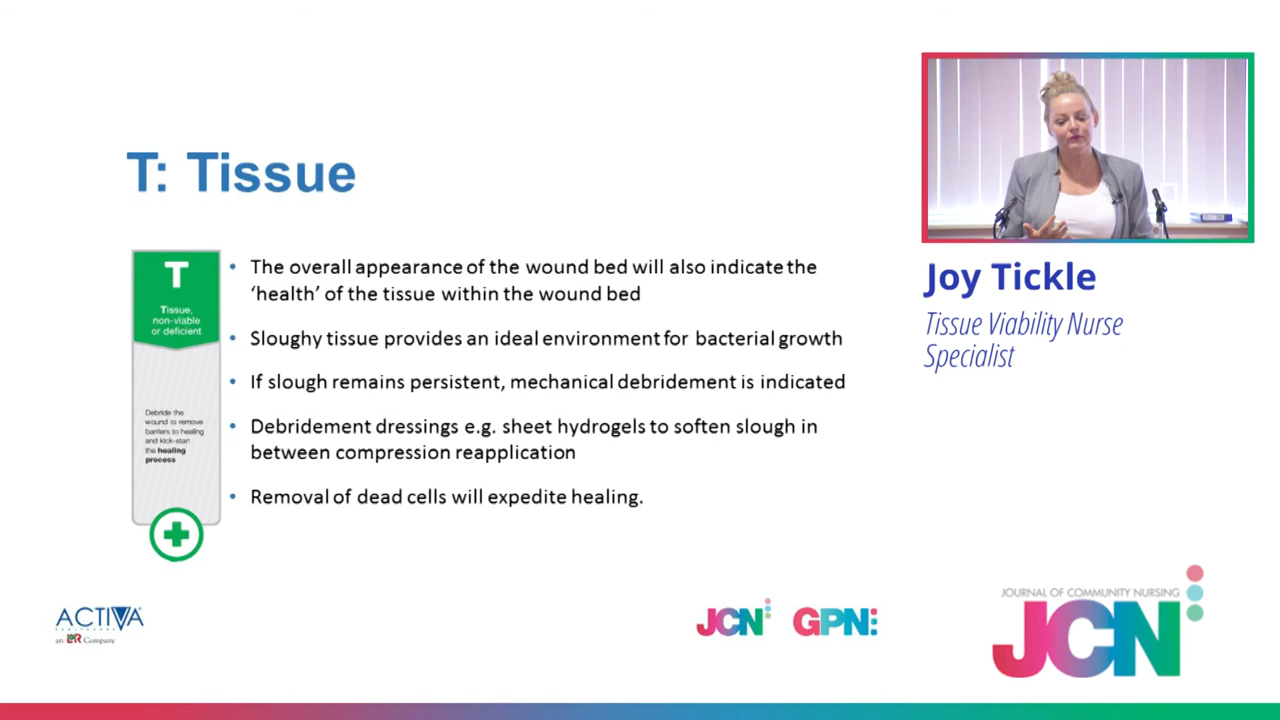 T: Tissue
T
Tissue,
non-viable
or deficient
Debride the
wound to remove
barriers to healing
and kick-start
the healing
process
• The overall appearance of the wound bed will also indicate the
‘health’ of the tissue within the wound bed
• Sloughy tissue provides an ideal environment for bacterial growth
• If slough remains persistent, mechanical debridement is indicated
• Debridement dressings e.g. sheet hydrogels to soften slough in
between compression reapplication
• Removal of dead cells will expedite healing.
Joy Tickle
Tissue Viability Nurse
Specialist
ACTIVA
HEALTHCARE
an L&R Company
JCN
GPN
JOURNAL OF COMMUNITY NURSING
JCN